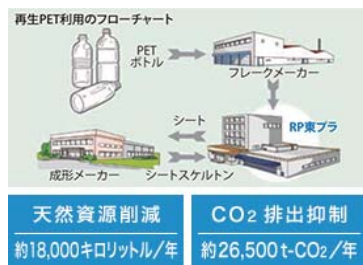 再生PET利用のフローチャート
PET
ボトル
フレークメーカー
シート
RP東プラ
成形メーカー
シートスケルトン
天然資源削減
約18,000キロリットル/年
CO2排出抑制
約26,500t-CO2/年